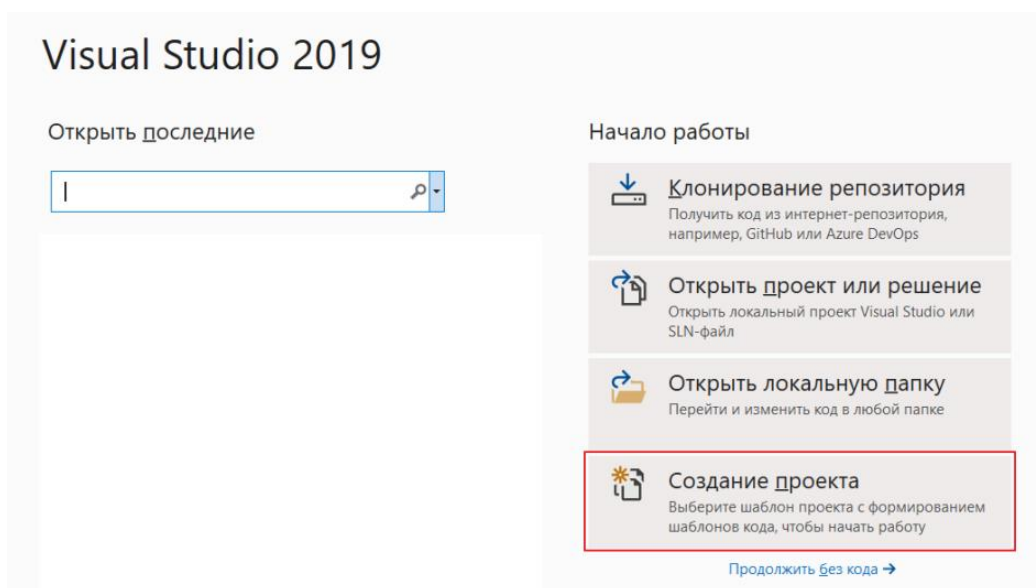 Visual Studio 2019
Открыть последние
Начало работы
Клонирование репозитория
Получить код из интернет-репозитория,
например, GitHub или Azure DevOps
Открыть проект или решение
Открыть локальный проект Visual Studio или
SLN-файл
Открыть локальную папку
Перейти и изменить код в любой папке
Создание проекта
Выберите шаблон проекта с формированием
шаблонов кода, чтобы начать работу
Продолжить без кода →